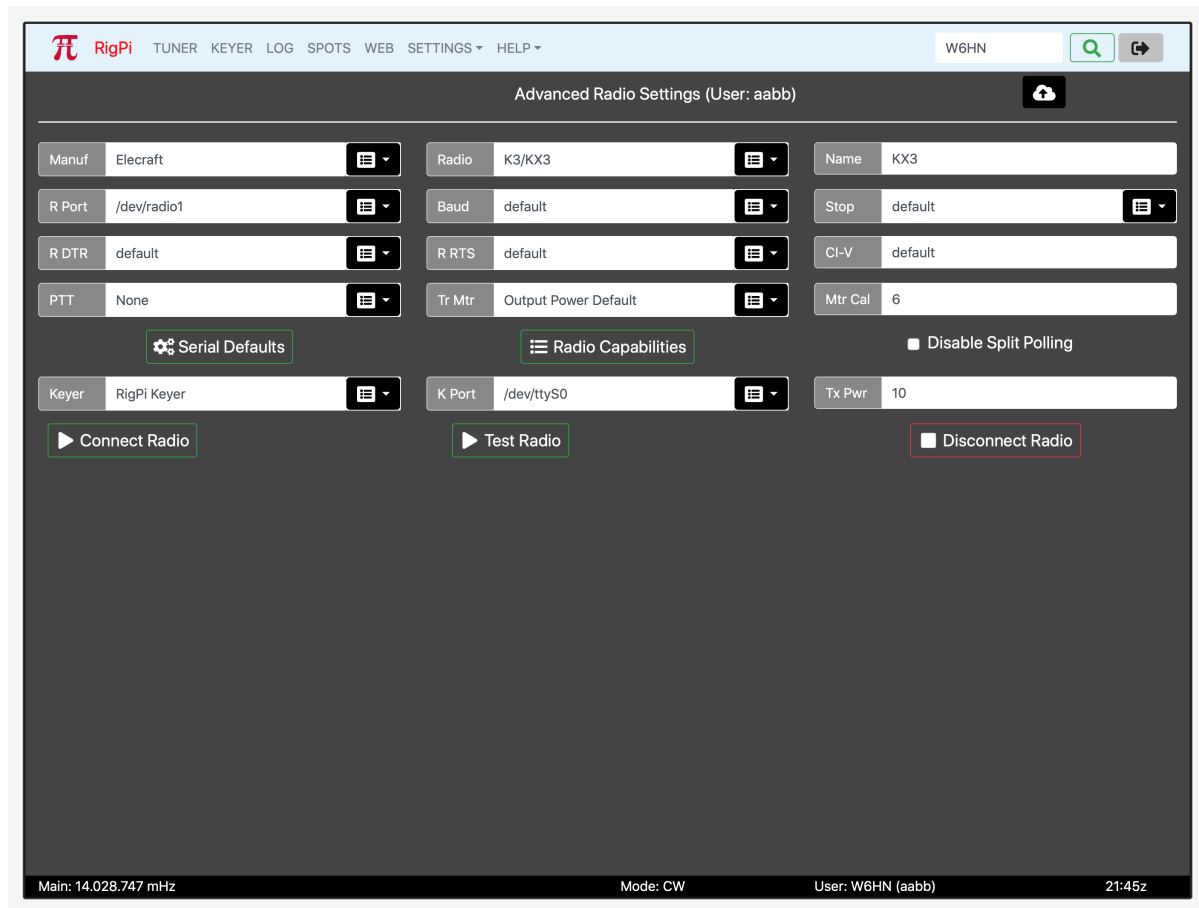 RigPi TUNER KEYER LOG SPOTS WEB SETTINGS HELP W6HN
Advanced Radio Settings (User: aabb)
Manuf Elecraft Radio K3/KX3 Name KX3
R Port /dev/radio1 Baud default Stop default
R DTR default R RTS default CI-V default
PTT None Tr Mtr Output Power Default Mtr Cal 6
Serial Defaults Radio Capabilities Disable Split Polling
Keyer RigPi Keyer K Port /dev/ttyS0 Tx Pwr 10
Connect Radio Test Radio Disconnect Radio
Main: 14.028.747 mHz Mode: CW User: W6HN (aabb) 21:45z